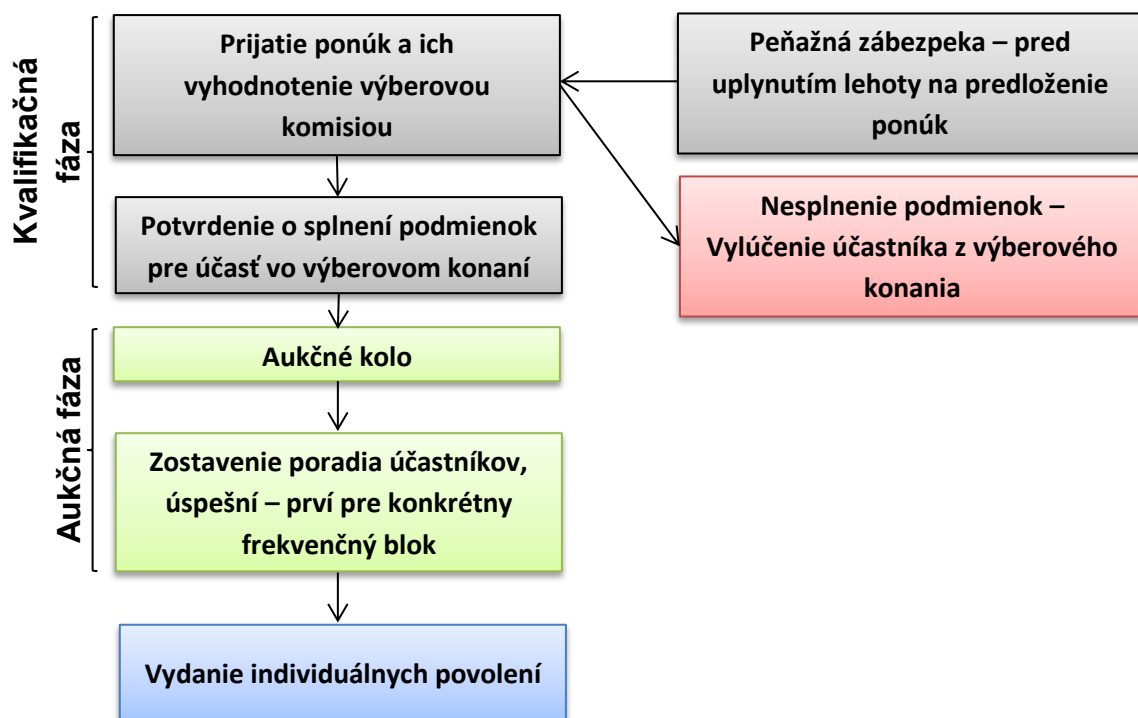 Kvalifikačná
fáza
Prijatie ponúk a ich
vyhodnotenie výberovou
komisiou
Peňažná zábezpeka – pred
uplynutím lehoty na predloženie
ponúk
Nesplnenie podmienok –
Vylúčenie účastníka z výberového
konania
Potvrdenie o splnení podmienok
pre účasť vo výberovom konaní
Aukčná fáza
Aukčné kolo
Zostavenie poradia účastníkov,
úspešní – prví pre konkrétny
frekvenčný blok
Vydanie individuálnych povolení